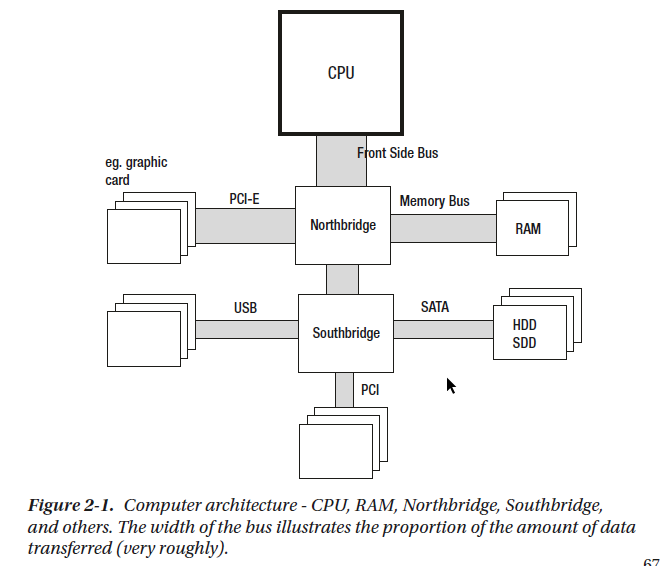 CPU
Front Side Bus
eg. graphic
card
PCI-E
Northbridge
Memory Bus
RAM
USB
Southbridge
SATA
HDD
SDD
PCI
Figure 2-1. Computer architecture - CPU, RAM, Northbridge, Southbridge,
and others. The width of the bus illustrates the proportion of the amount of data
transferred (very roughly).
67